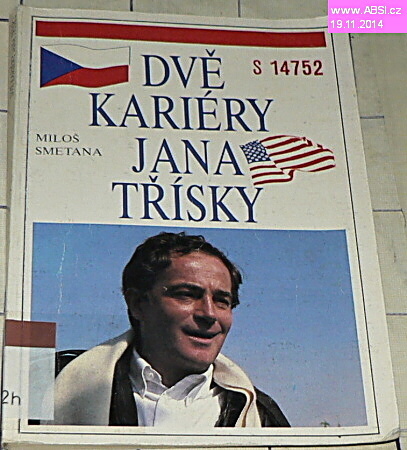 www.ABSI.cz
19.11.2014
DVĚ
S 14752
KARIÉRY
MILOŠ
SMETANA
JANA
TŘÍSKY
2h